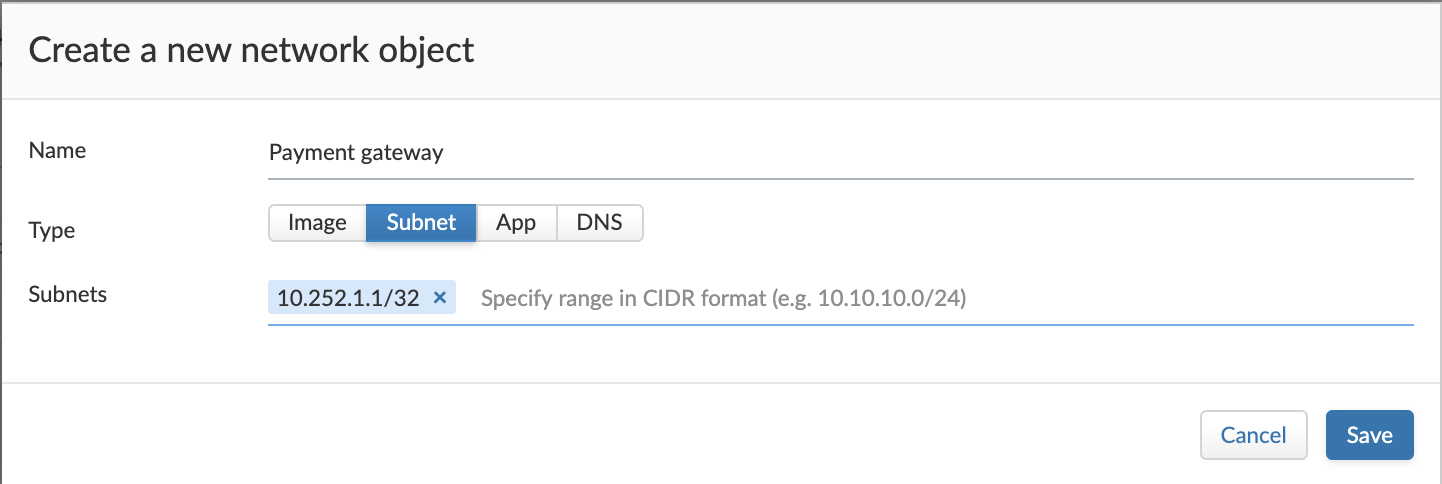 Create a new network object
Name
Payment gateway
Type
Image Subnet App DNS
Subnets
10.252.1.1/32 × Specify range in CIDR format (e.g. 10.10.10.0/24)
Cancel Save